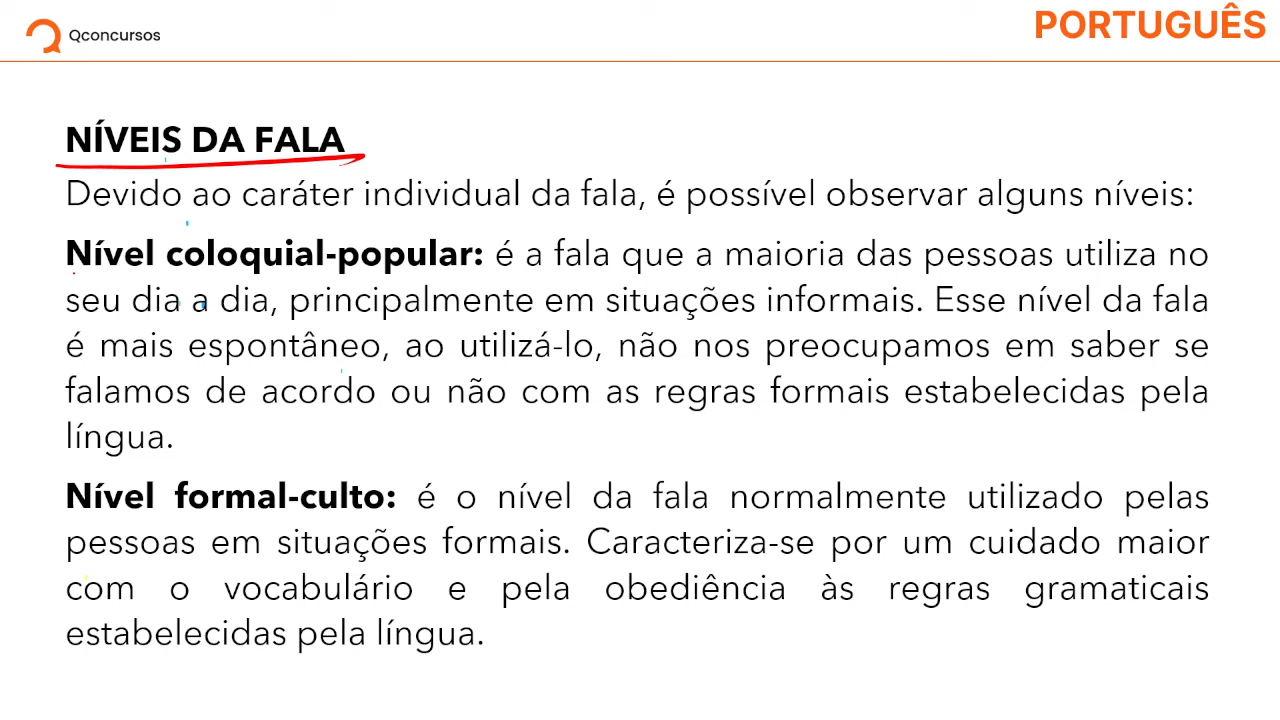 Qconcursos
PORTUGUÊS
NÍVEIS DA FALA
Devido ao caráter individual da fala, é possível observar alguns níveis:
Nível coloquial-popular: é a fala que a maioria das pessoas utiliza no
seu dia a dia, principalmente em situações informais. Esse nível da fala
é mais espontâneo, ao utilizá-lo, não nos preocupamos em saber se
falamos de acordo ou não com as regras formais estabelecidas pela
língua.
Nível formal-culto: é o nível da fala normalmente utilizado pelas
pessoas em situações formais. Caracteriza-se por um cuidado maior
com o vocabulário e pela obediência às regras gramaticais
estabelecidas pela língua.